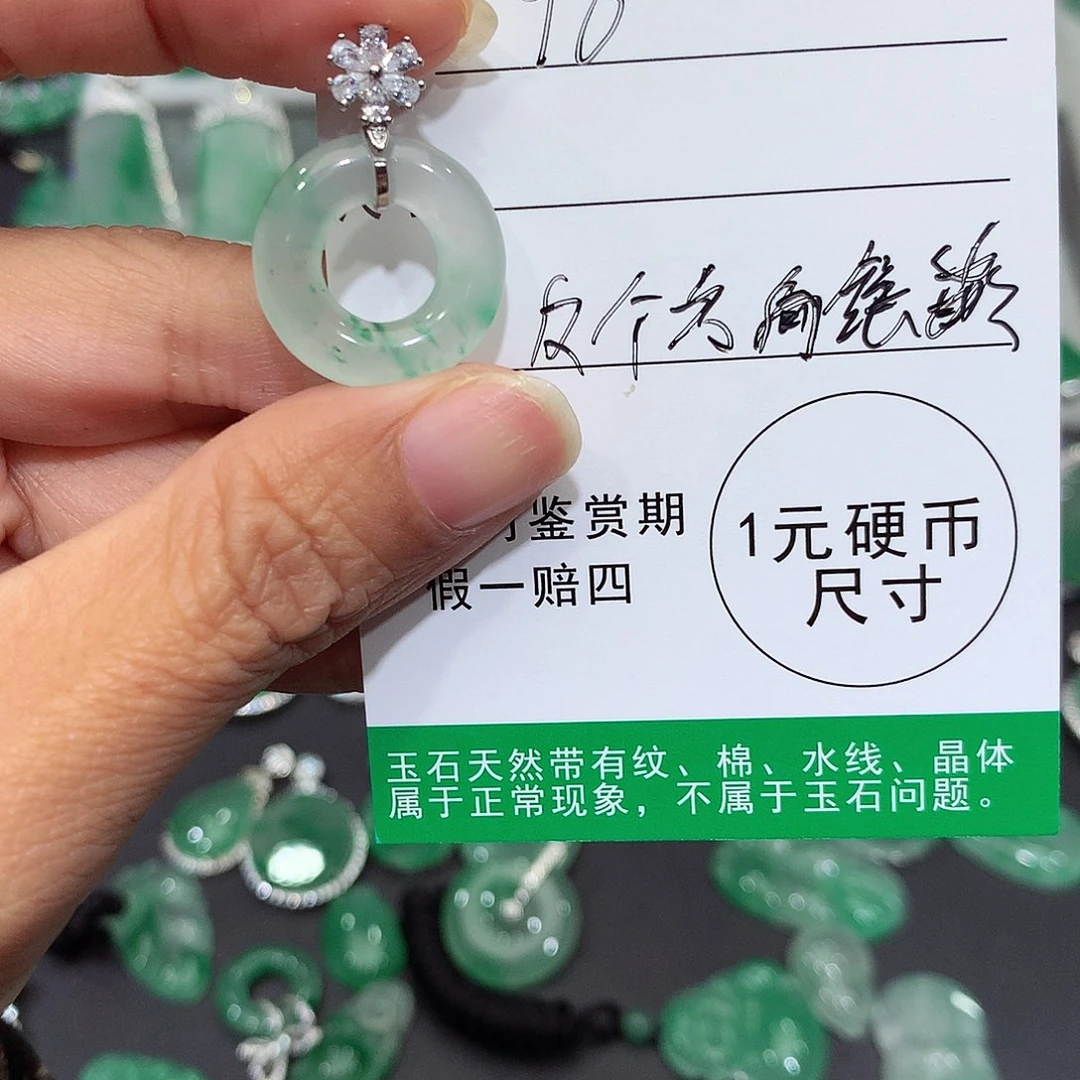 鉴赏期
假一赔四
1元硬币
尺寸
玉石天然带有纹、棉、水线、晶体
属于正常现象，不属于玉石问题。